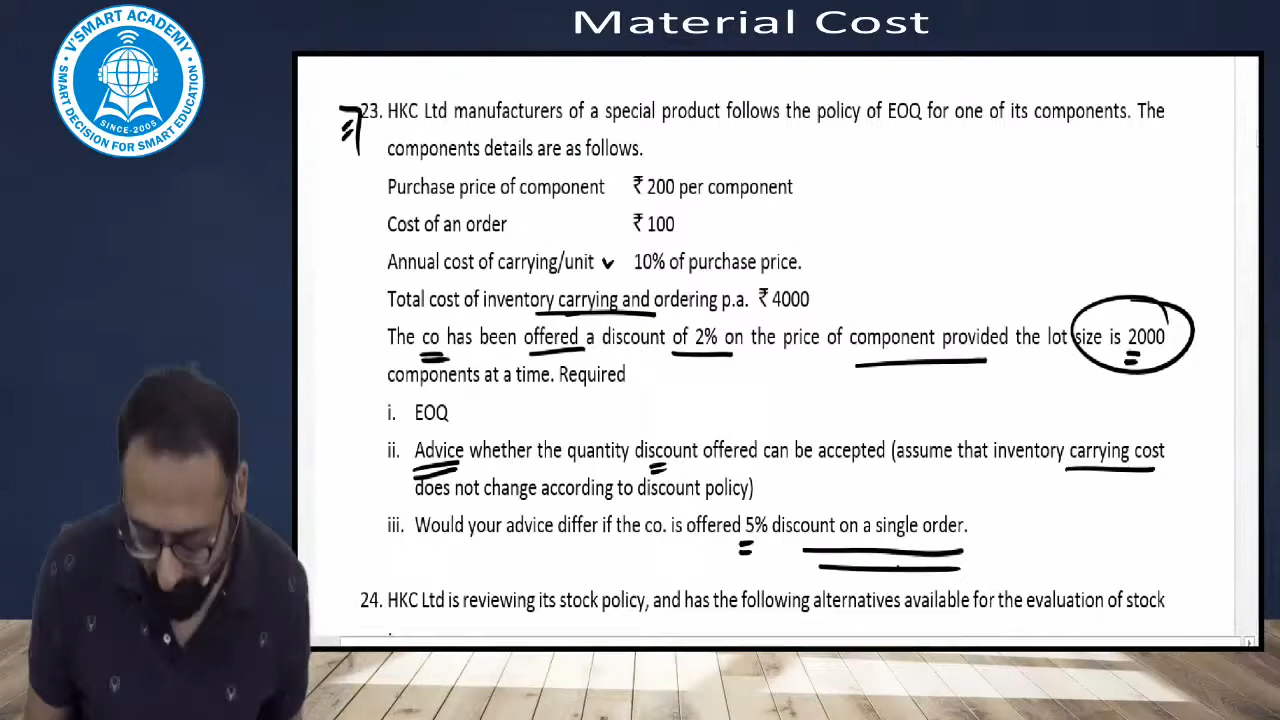 Material Cost
V'SMART ACADEMY
SINCE-2005
SMART DECISION FOR SMART EDUCATION
23. HKC Ltd manufacturers of a special product follows the policy of EOQ for one of its components. The
components details are as follows.
Purchase price of component ₹ 200 per component
Cost of an order ₹ 100
Annual cost of carrying/unit 10% of purchase price.
Total cost of inventory carrying and ordering p.a. ₹ 4000
The co has been offered a discount of 2% on the price of component provided the lot size is 2000
components at a time. Required
i. EOQ
ii. Advice whether the quantity discount offered can be accepted (assume that inventory carrying cost
does not change according to discount policy)
iii. Would your advice differ if the co. is offered 5% discount on a single order.
24. HKC Ltd is reviewing its stock policy, and has the following alternatives available for the evaluation of stock